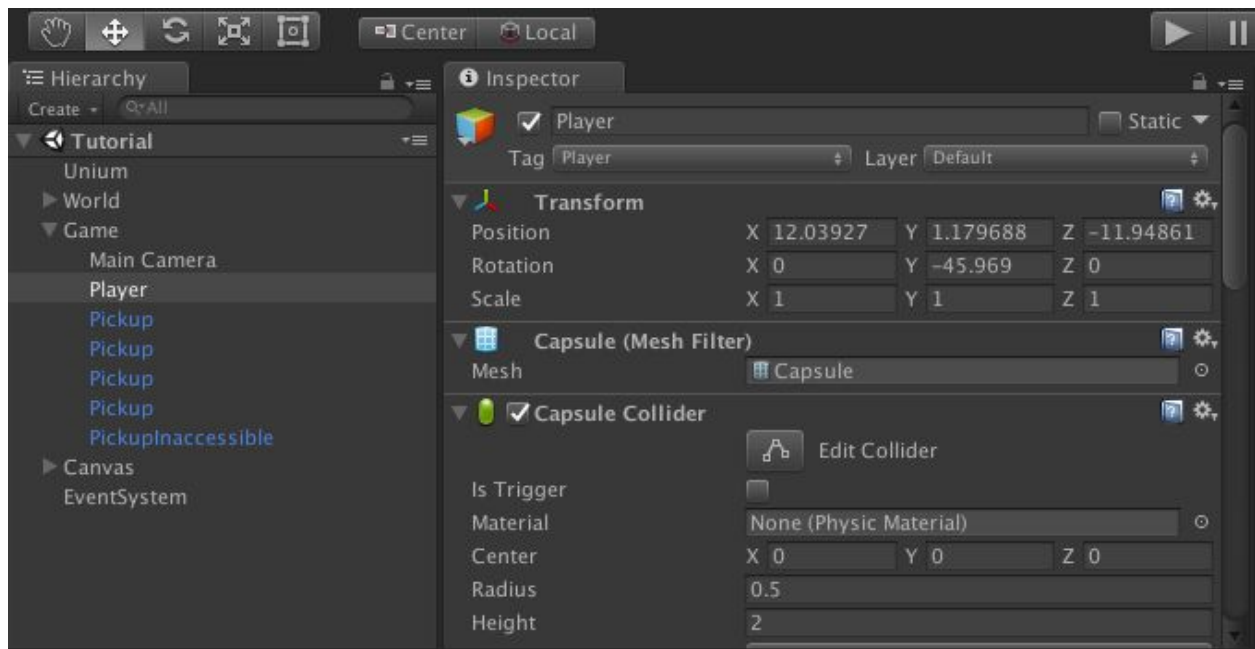 Center Local
Hierarchy
Create All
Tutorial
Unium
World
Game
Main Camera
Player
Pickup
Pickup
Pickup
Pickup
PickupInaccessible
Canvas
EventSystem
Inspector
Player Static
Tag Player Layer Default
Transform
Position X 12.03927 Y 1.179688 Z -11.94861
Rotation X 0 Y -45.969 Z 0
Scale X 1 Y 1 Z 1
Capsule (Mesh Filter)
Mesh Capsule
Capsule Collider
Edit Collider
Is Trigger
Material None (Physic Material)
Center X 0 Y 0 Z 0
Radius 0.5
Height 2